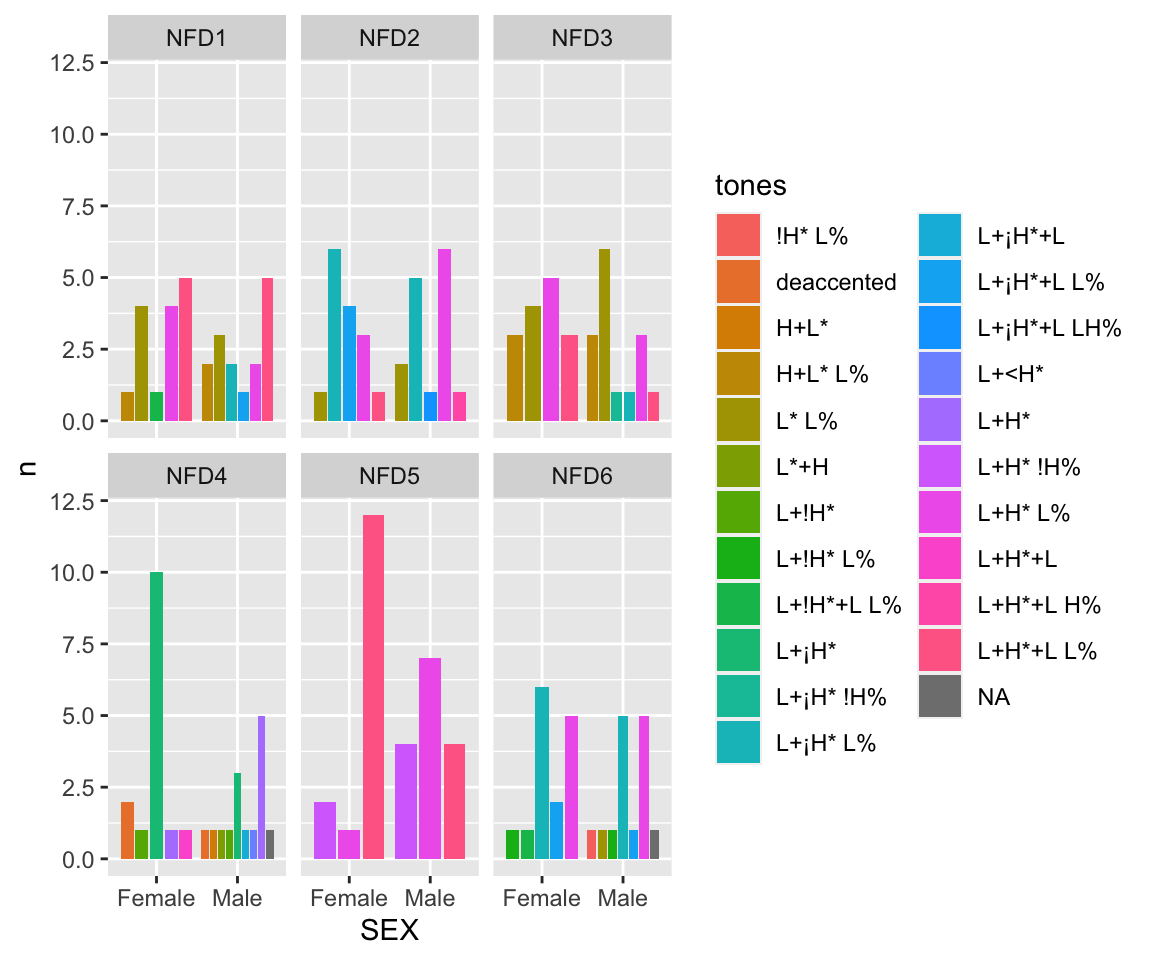 NFD1 NFD2 NFD3
12.5
10.0
7.5
5.0
2.5
0.0
n
NFD4 NFD5 NFD6
12.5
10.0
7.5
5.0
2.5
0.0
Female Male Female Male Female Male
SEX
tones
!H* L%
deaccented
H+L*
H+L* L%
L* L%
L*+H
L+!H*
L+!H* L%
L+!H*+L L%
L+¡H*
L+¡H* !H%
L+¡H* L%
L+¡H*+L
L+¡H*+L L%
L+¡H*+L LH%
L+<H*
L+H*
L+H* !H%
L+H* L%
L+H*+L
L+H*+L H%
L+H*+L L%
NA